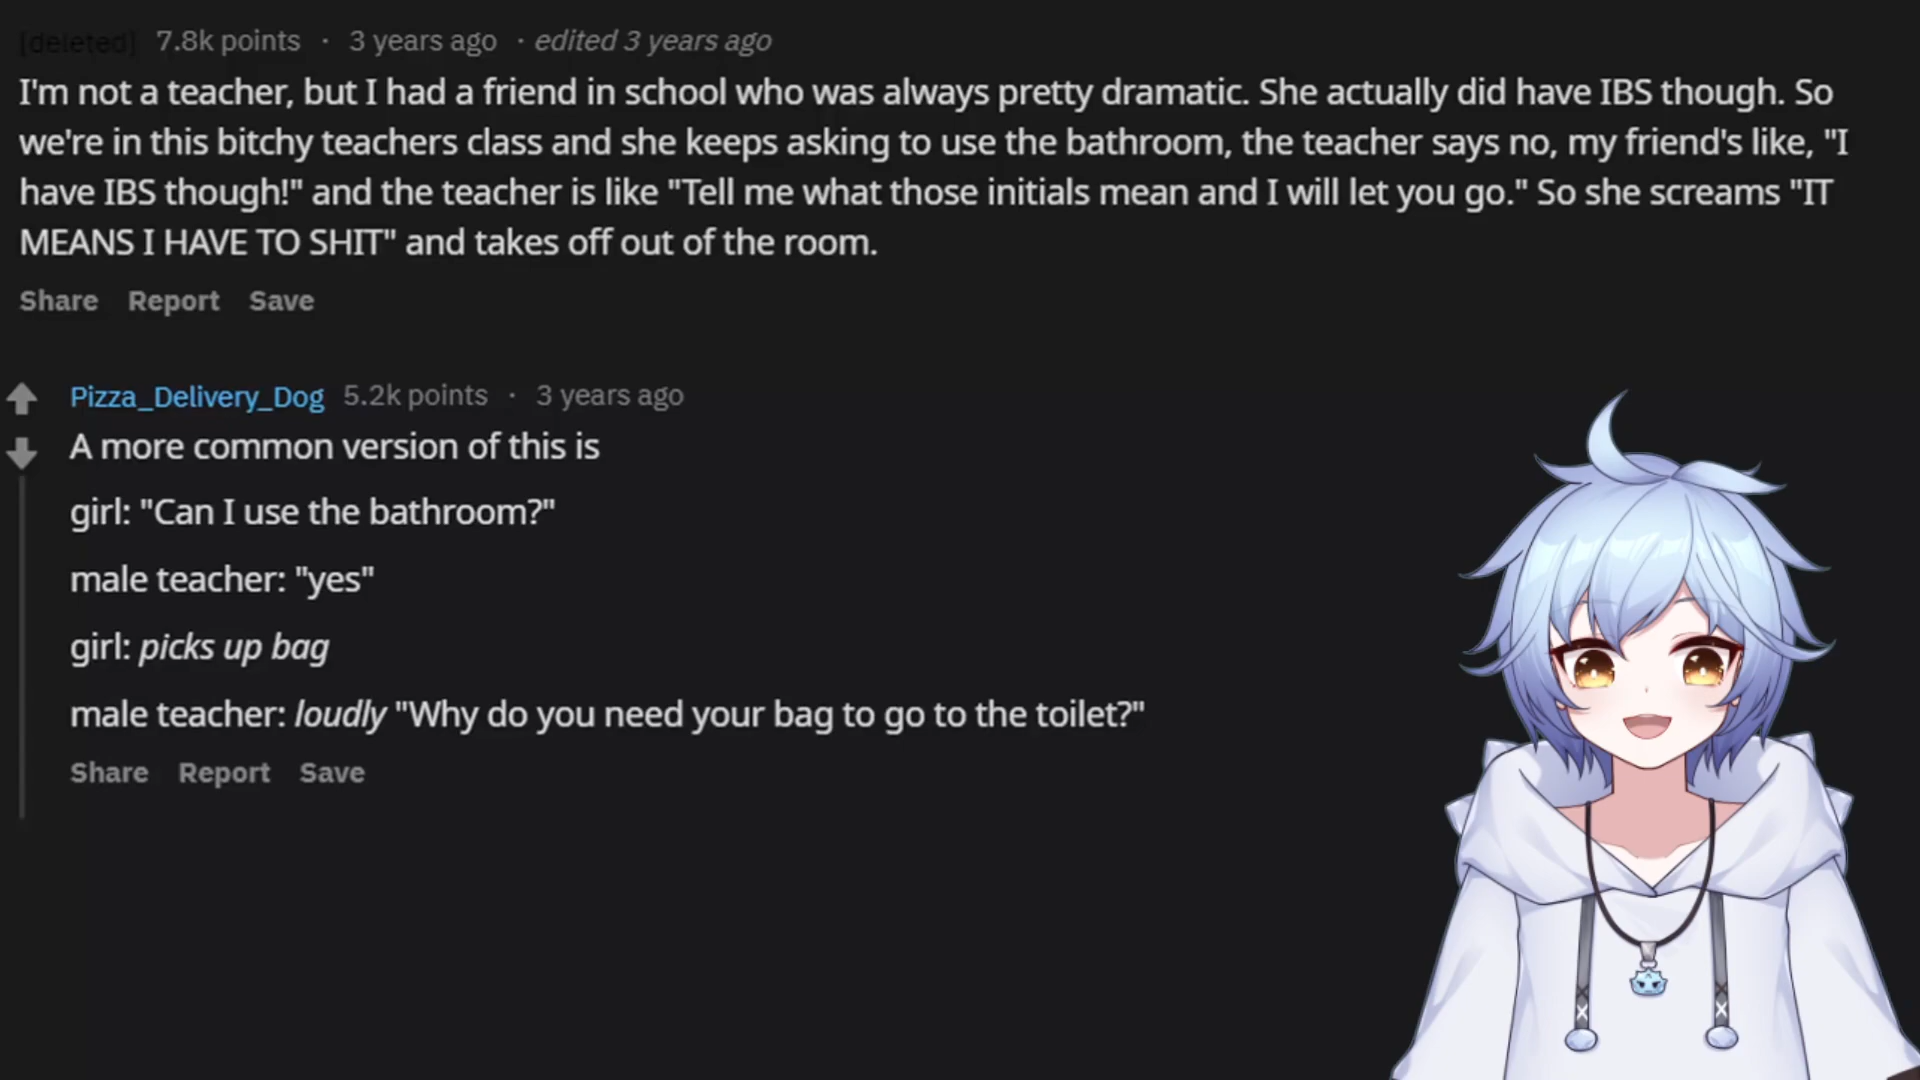 [deleted] 7.8k points · 3 years ago · edited 3 years ago
I'm not a teacher, but I had a friend in school who was always pretty dramatic. She actually did have IBS though. So
we're in this bitchy teachers class and she keeps asking to use the bathroom, the teacher says no, my friend's like, "I
have IBS though!" and the teacher is like "Tell me what those initials mean and I will let you go." So she screams "IT
MEANS I HAVE TO SHIT" and takes off out of the room.
Share Report Save
Pizza_Delivery_Dog 5.2k points · 3 years ago
A more common version of this is
girl: "Can I use the bathroom?"
male teacher: "yes"
girl: picks up bag
male teacher: loudly "Why do you need your bag to go to the toilet?"
Share Report Save